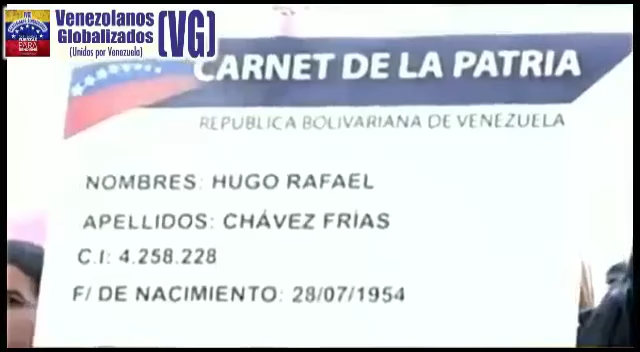 Venezolanos
Globalizados
(Unidos por Venezuela)
(VG)
CARNET DE LA PATRIA
REPUBLICA BOLIVARIANA DE VENEZUELA
NOMBRES: HUGO RAFAEL
APELLIDOS: CHÁVEZ FRÍAS
C.I: 4.258.228
F/ DE NACIMIENTO: 28/07/1954